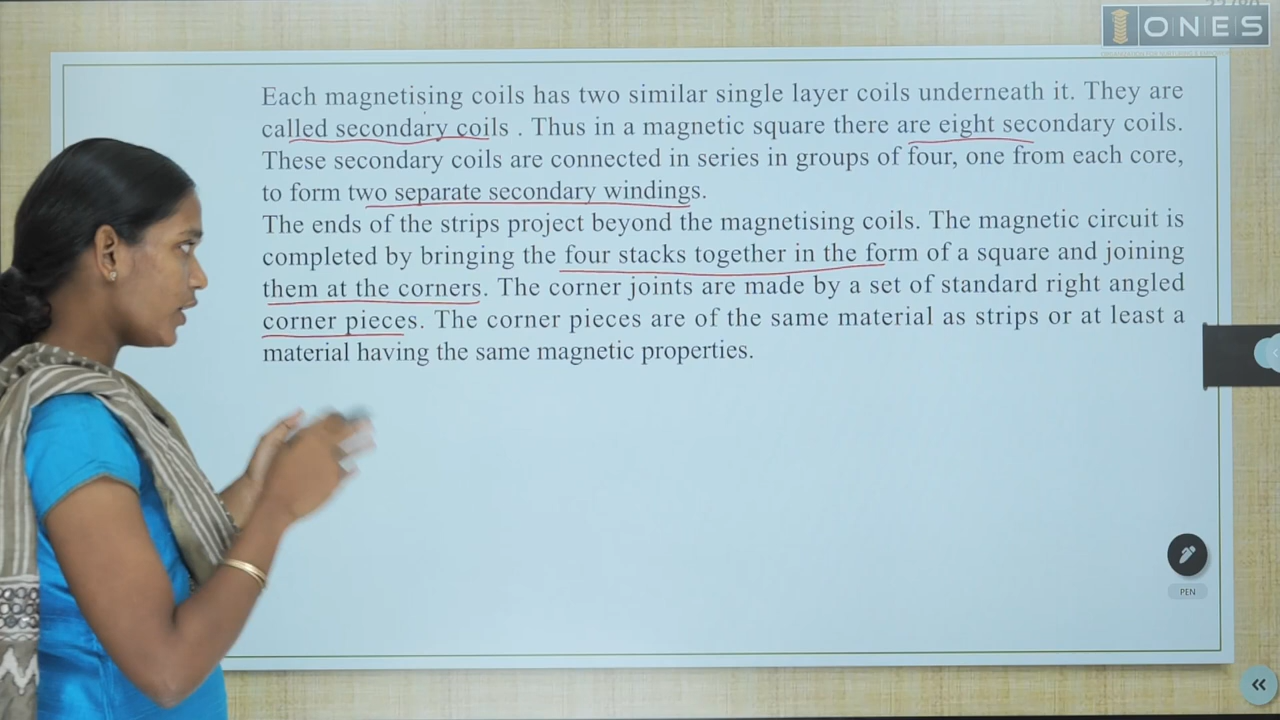 ONES
Each magnetising coils has two similar single layer coils underneath it. They are
called secondary coils . Thus in a magnetic square there are eight secondary coils.
These secondary coils are connected in series in groups of four, one from each core,
to form two separate secondary windings.
The ends of the strips project beyond the magnetising coils. The magnetic circuit is
completed by bringing the four stacks together in the form of a square and joining
them at the corners. The corner joints are made by a set of standard right angled
corner pieces. The corner pieces are of the same material as strips or at least a
material having the same magnetic properties.
PEN